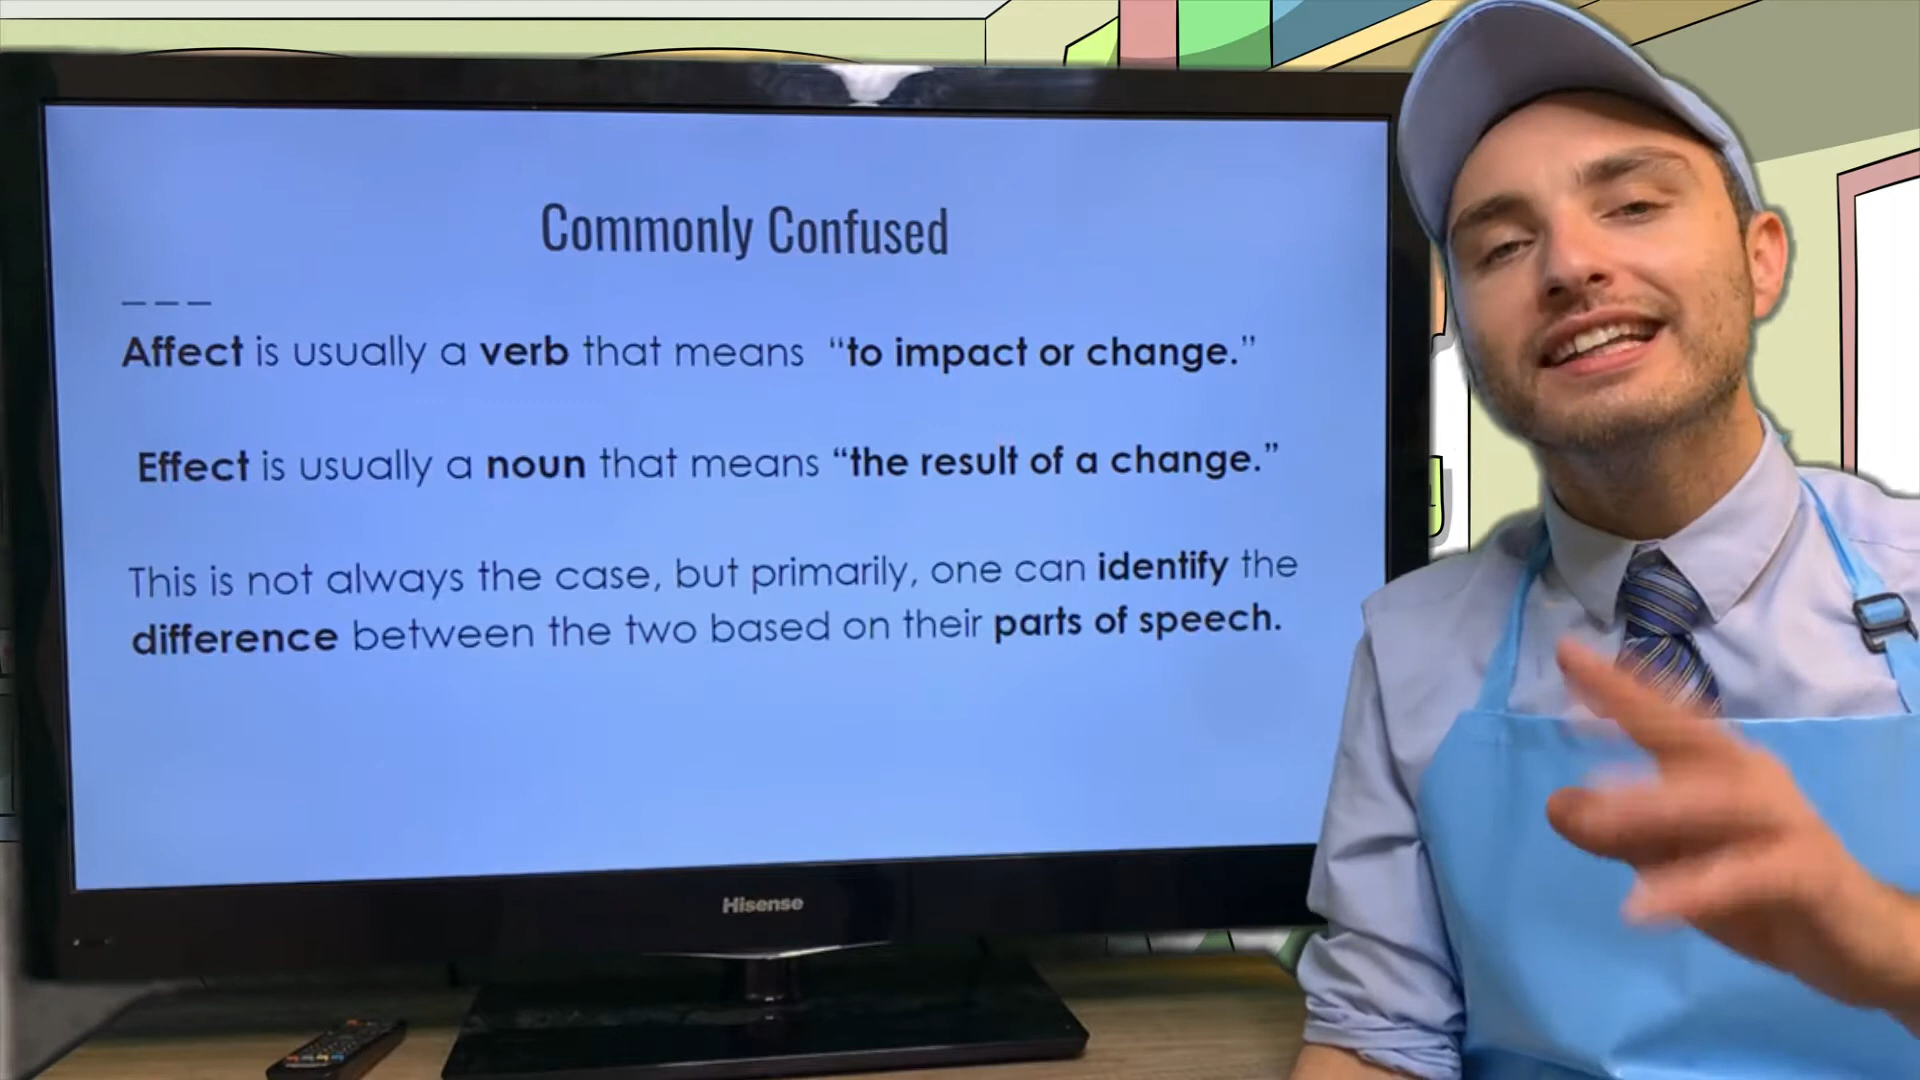 Commonly Confused
Affect is usually a verb that means “to impact or change.”
Effect is usually a noun that means “the result of a change.”
This is not always the case, but primarily, one can identify the
difference between the two based on their parts of speech.
Hisense